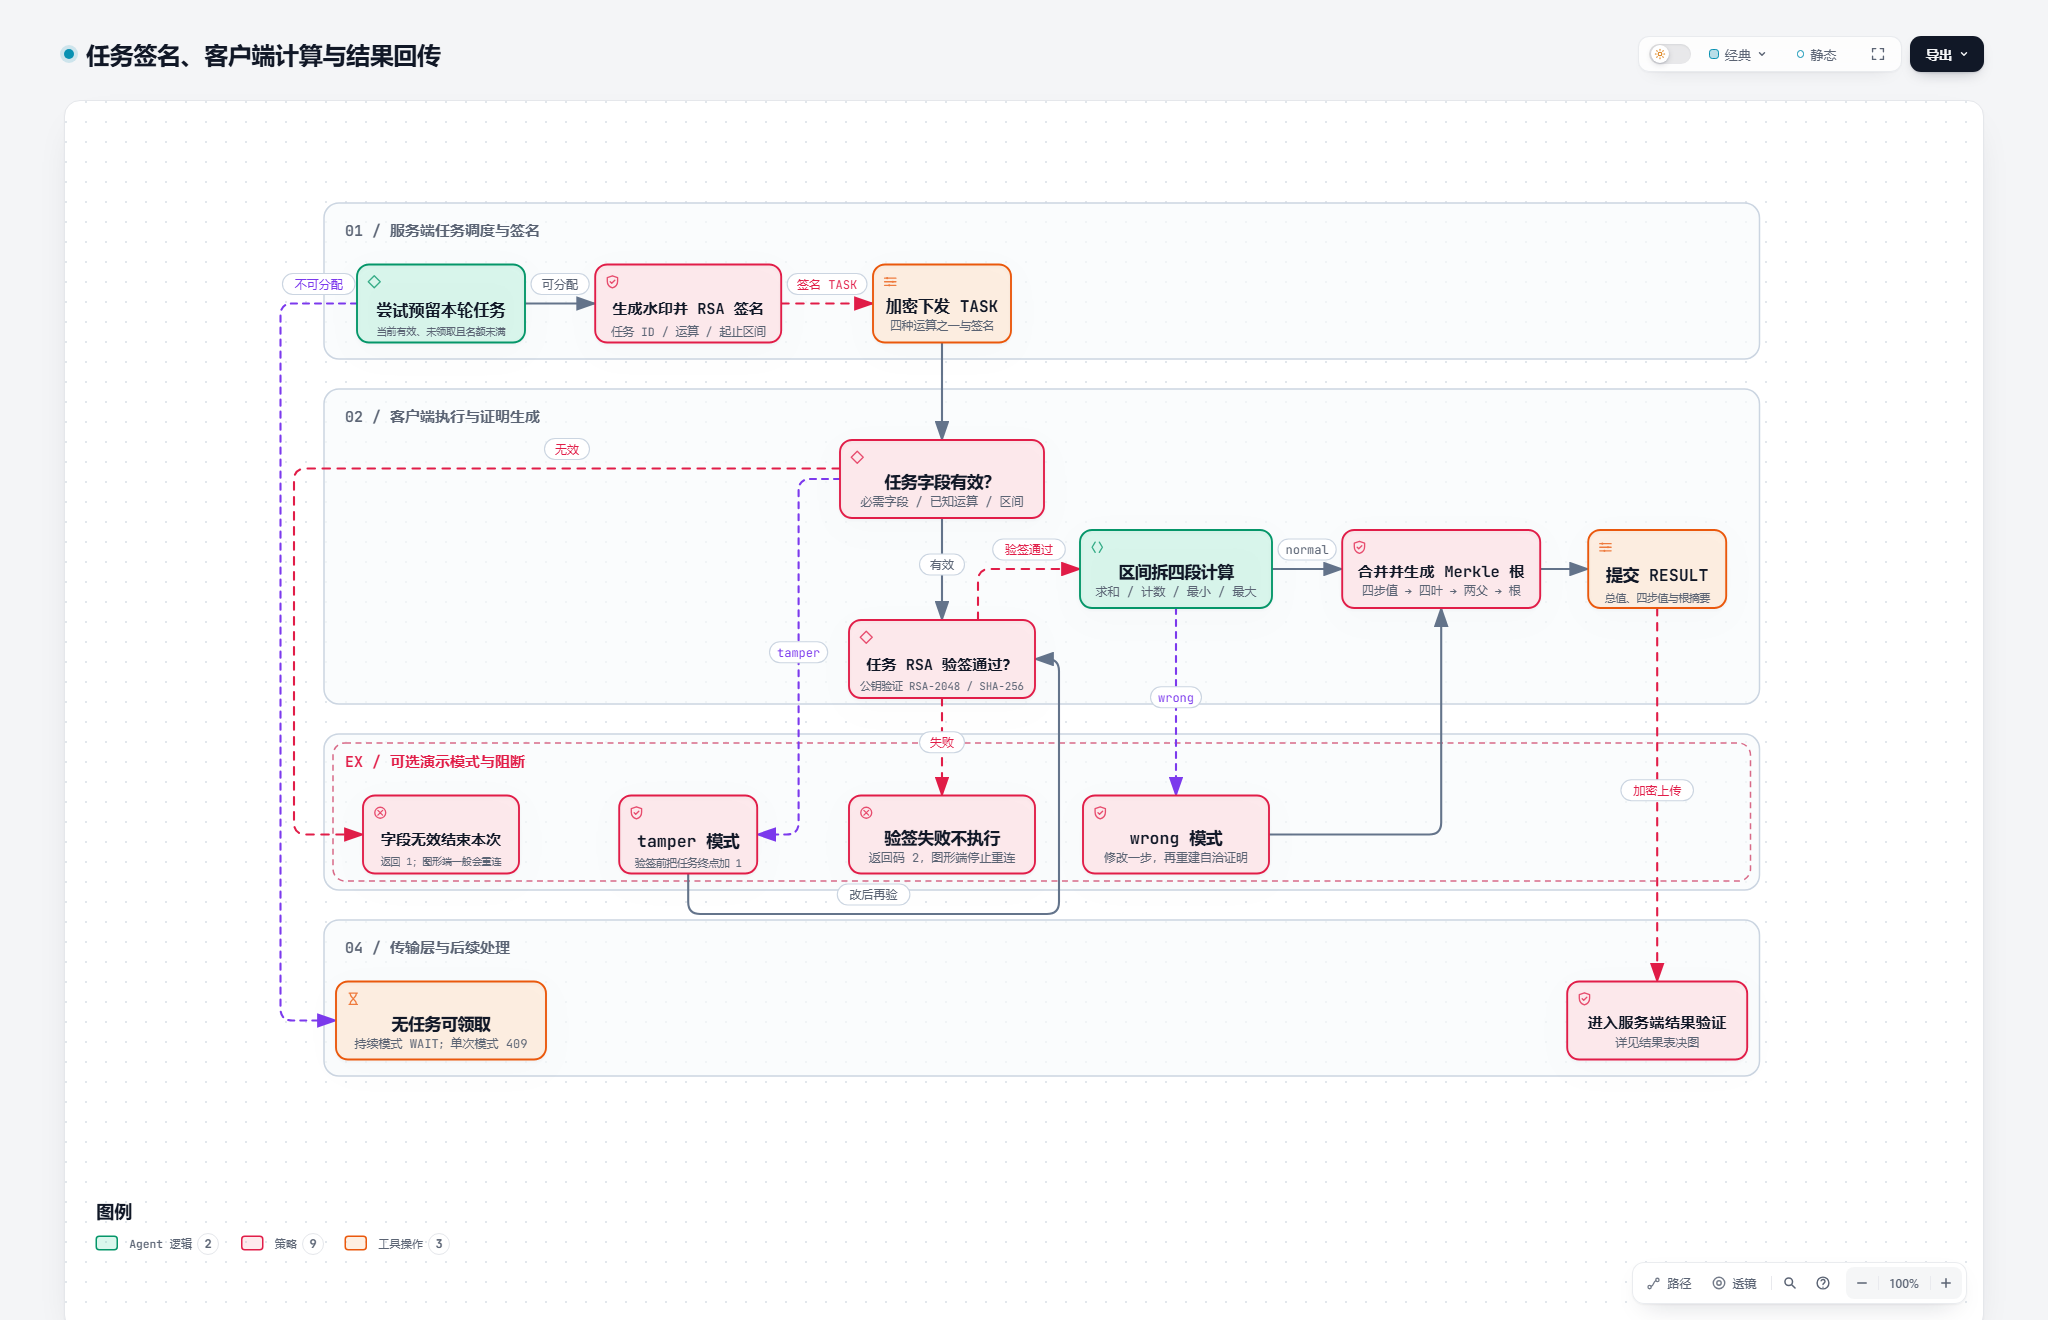 任务签名、客户端计算与结果回传
经典
静态
导出
01 / 服务端任务调度与签名
不可分配
尝试预留本轮任务
当前有效、未领取且名额未满
可分配
生成水印并 RSA 签名
任务 ID / 运算 / 起止区间
签名 TASK
加密下发 TASK
四种运算之一与签名
02 / 客户端执行与证明生成
无效
任务字段有效？
必需字段 / 已知运算 / 区间
有效
验签通过
区间拆四段计算
求和 / 计数 / 最小 / 最大
normal
合并并生成 Merkle 根
四步值 → 四叶 → 两父 → 根
提交 RESULT
总值、四步值与根摘要
tamper
任务 RSA 验签通过？
公钥验证 RSA-2048 / SHA-256
wrong
失败
EX / 可选演示模式与阻断
加密上传
字段无效结束本次
返回 1；图形端一般会重连
tamper 模式
验签前把任务终点加 1
验签失败不执行
返回码 2，图形端停止重连
wrong 模式
修改一步，再重建自洽证明
改后再验
04 / 传输层与后续处理
无任务可领取
持续模式 WAIT；单次模式 409
进入服务端结果验证
详见结果表决图
图例
Agent 逻辑 2
策略 9
工具操作 3
路径
透镜
100%